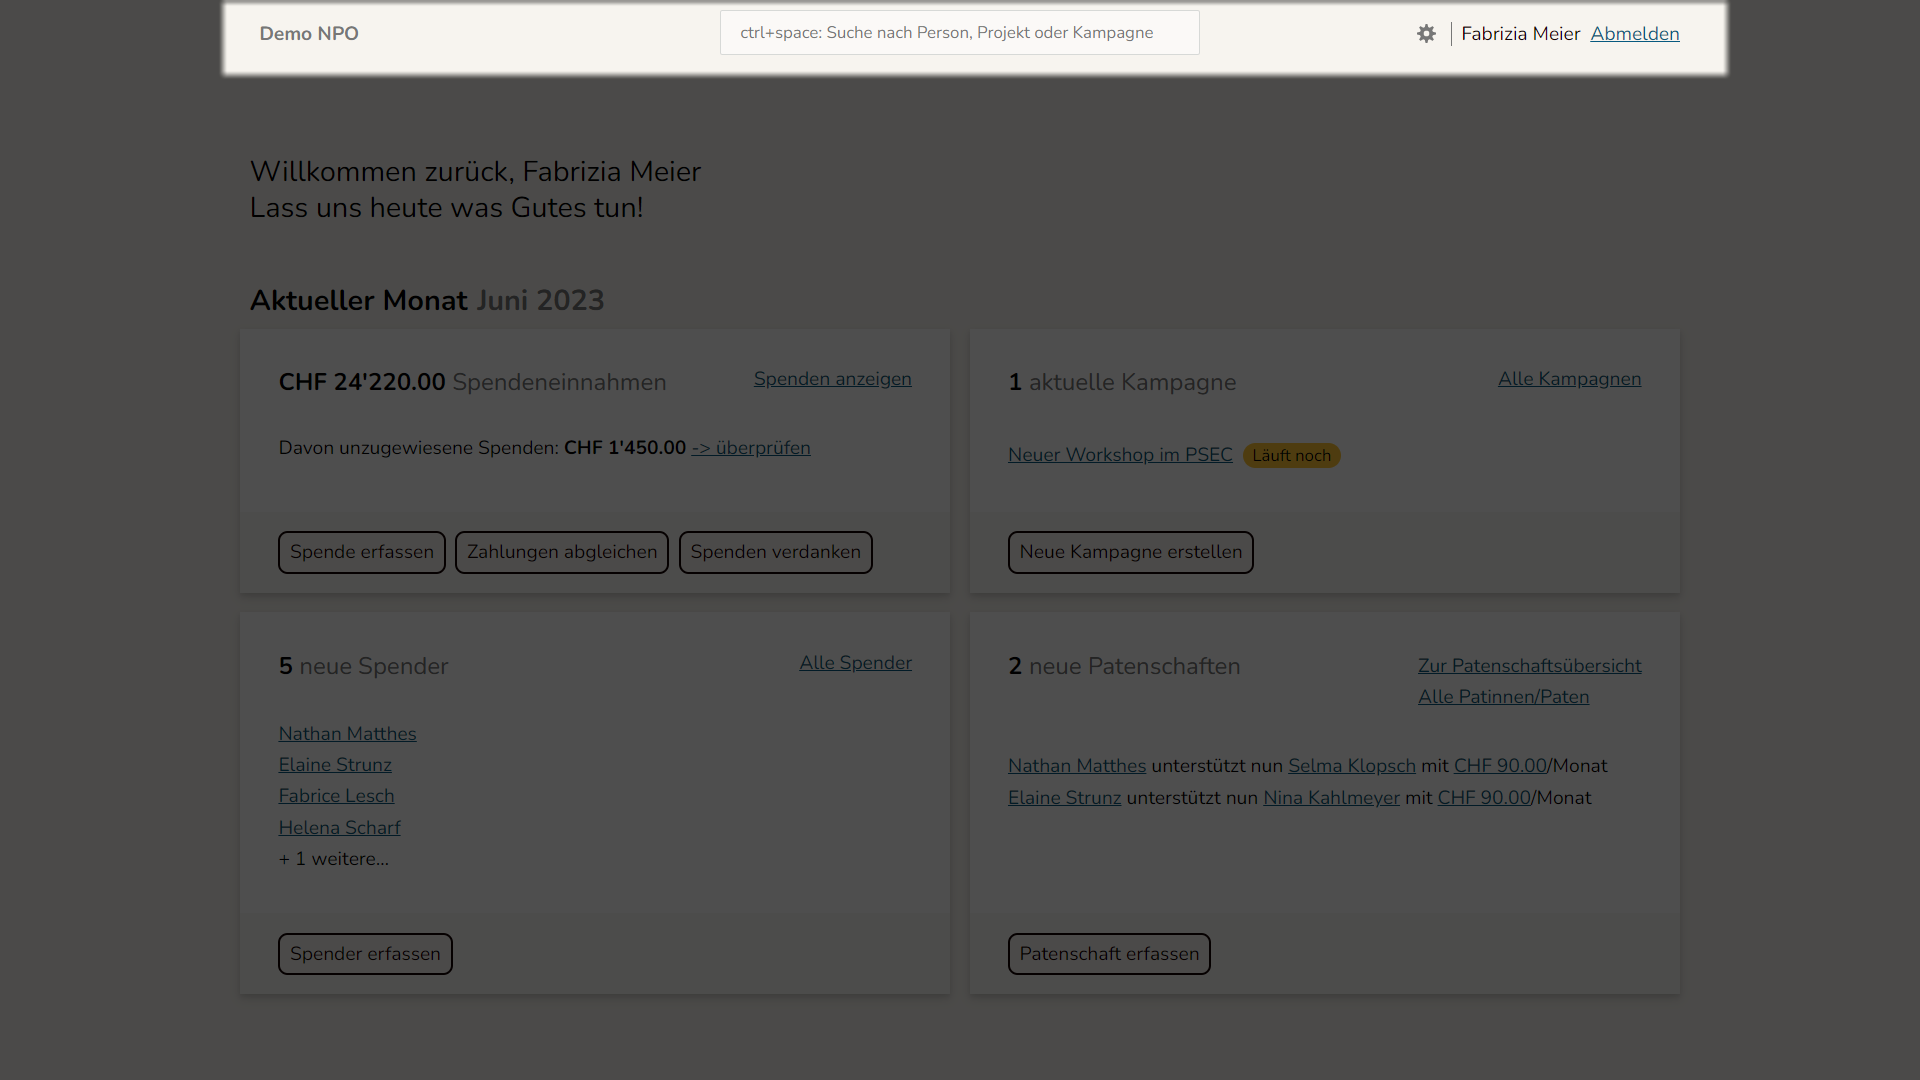 Demo NPO
ctrl+space: Suche nach Person, Projekt oder Kampagne
Fabrizia Meier Abmelden
Willkommen zurück, Fabrizia Meier
Lass uns heute was Gutes tun!
Aktueller Monat Juni 2023
CHF 24'220.00 Spendeneinnahmen
Spenden anzeigen
Davon unzugewiesene Spenden: CHF 1'450.00 -> überprüfen
Spende erfassen
Zahlungen abgleichen
Spenden verdanken
1 aktuelle Kampagne
Alle Kampagnen
Neuer Workshop im PSEC Läuft noch
Neue Kampagne erstellen
5 neue Spender
Alle Spender
Nathan Matthes
Elaine Strunz
Fabrice Lesch
Helena Scharf
+ 1 weitere...
Spender erfassen
2 neue Patenschaften
Zur Patenschaftsübersicht
Alle Patinnen/Paten
Nathan Matthes unterstützt nun Selma Klopsch mit CHF 90.00/Monat
Elaine Strunz unterstützt nun Nina Kahlmeyer mit CHF 90.00/Monat
Patenschaft erfassen